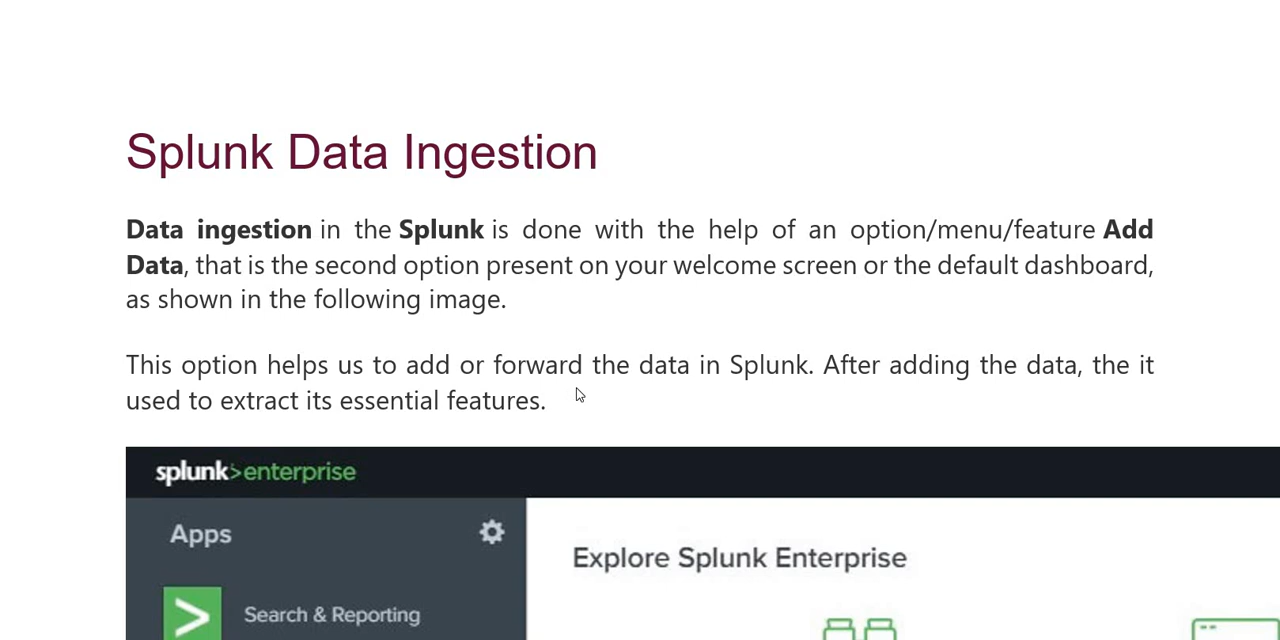 Splunk Data Ingestion
Data ingestion in the Splunk is done with the help of an option/menu/feature Add
Data, that is the second option present on your welcome screen or the default dashboard,
as shown in the following image.
This option helps us to add or forward the data in Splunk. After adding the data, the it
used to extract its essential features.
splunk>enterprise
Apps
Explore Splunk Enterprise
Search & Reporting